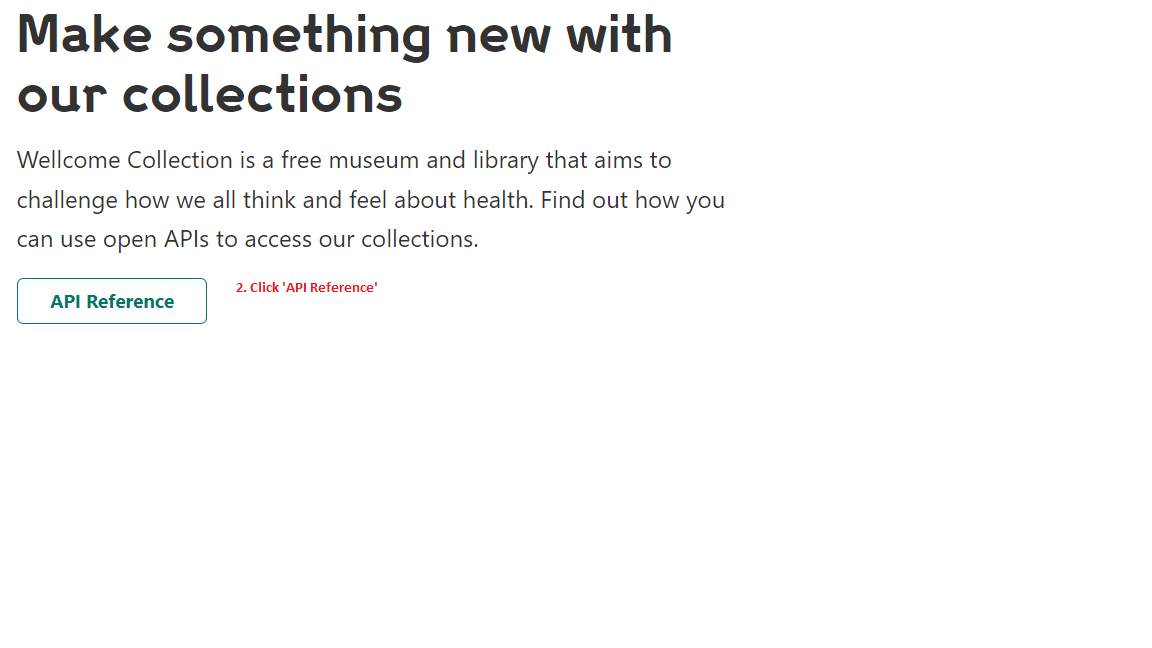 Make something new with
our collections
Wellcome Collection is a free museum and library that aims to
challenge how we all think and feel about health. Find out how you
can use open APIs to access our collections.
API Reference
2. Click 'API Reference'